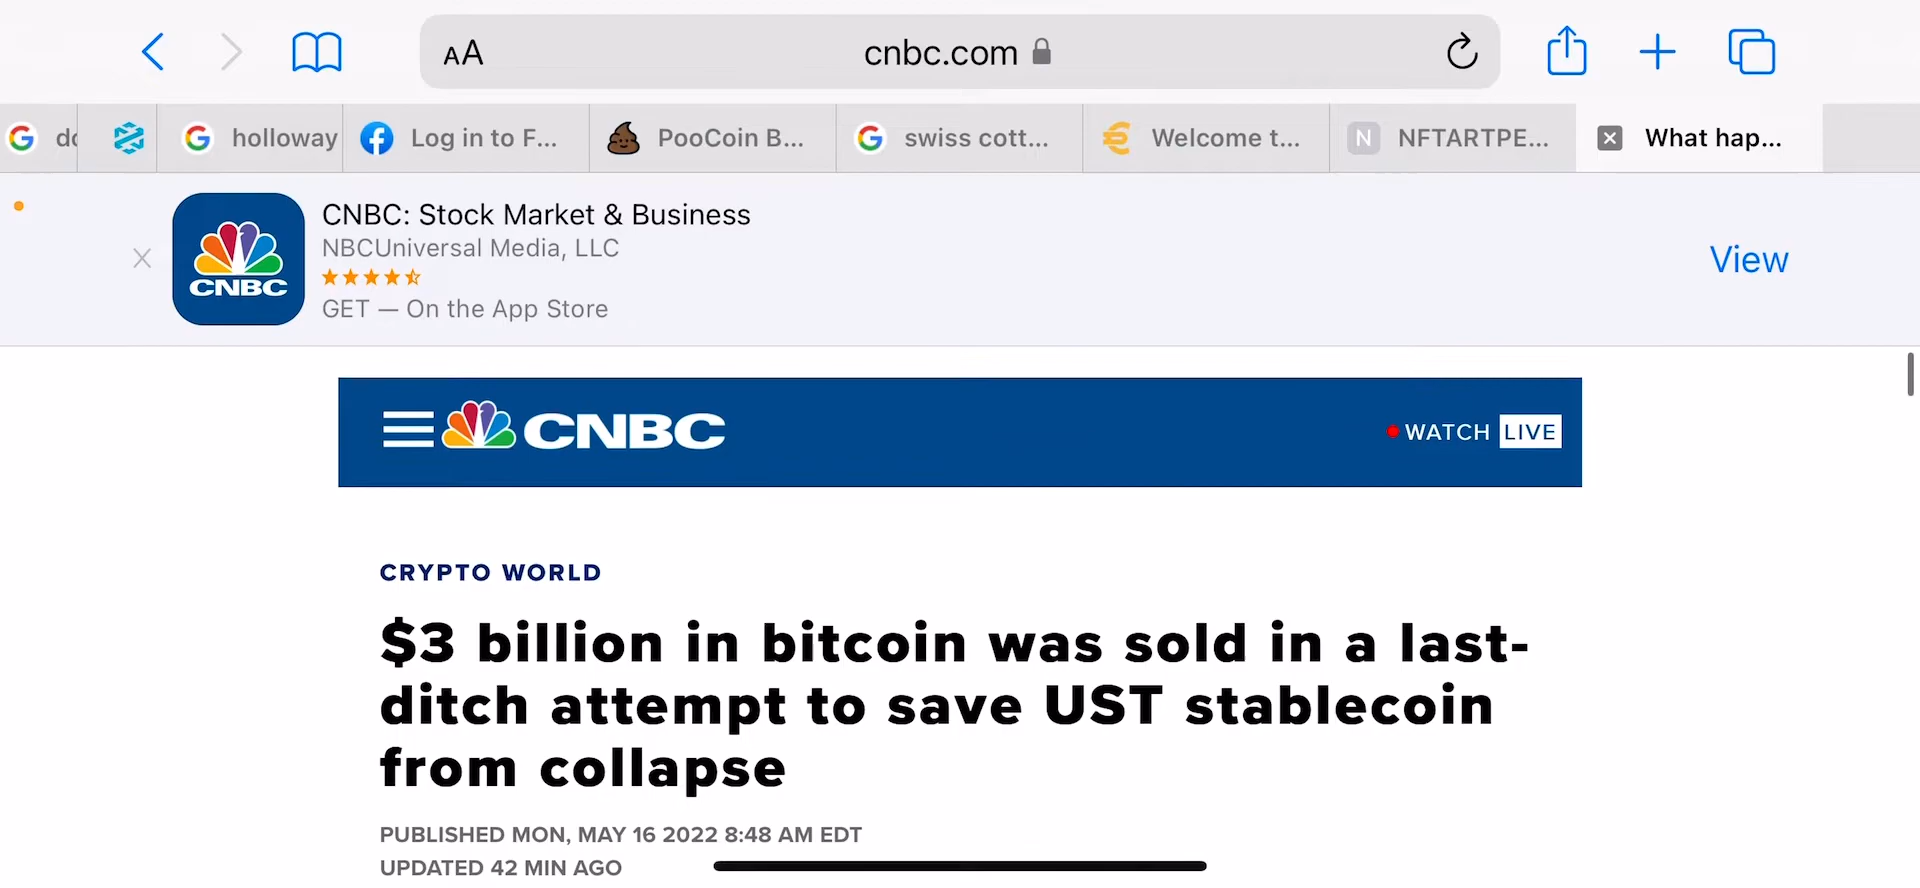 AA
cnbc.com
holloway
Log in to F...
PooCoin B...
swiss cott...
Welcome t...
N
NFTARTPE...
What hap...
CNBC
CNBC: Stock Market & Business
NBCUniversal Media, LLC
GET — On the App Store
View
CNBC
WATCH LIVE
CRYPTO WORLD
$3 billion in bitcoin was sold in a last-
ditch attempt to save UST stablecoin
from collapse
PUBLISHED MON, MAY 16 2022 8:48 AM EDT
UPDATED 42 MIN AGO